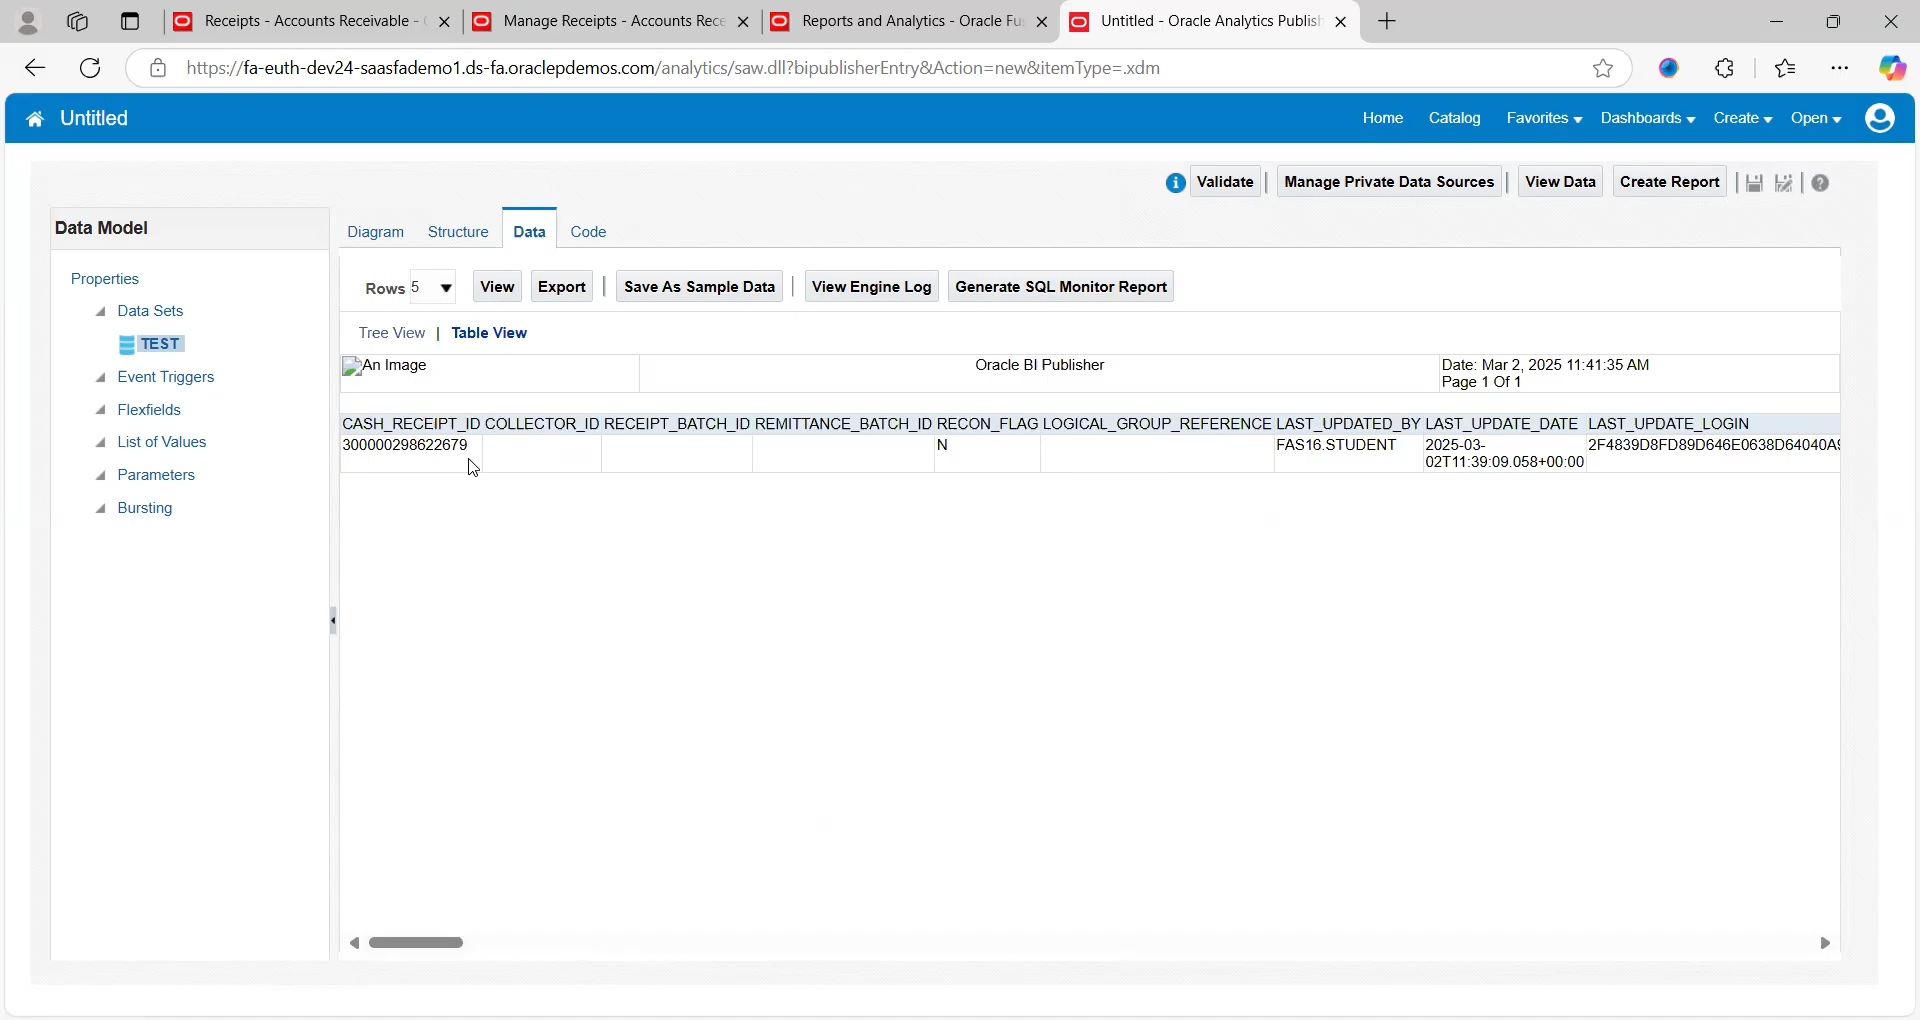 Receipts - Accounts Receivable -
Manage Receipts - Accounts Rece
Reports and Analytics - Oracle Fu
Untitled - Oracle Analytics Publish
https://fa-euth-dev24-saasfademo1.ds-fa.oraclepdemos.com/analytics/saw.dll?bipublisherEntry&Action=new&itemType=.xdm
Untitled
Home Catalog Favorites Dashboards Create Open
Validate Manage Private Data Sources View Data Create Report
Data Model
Diagram Structure Data Code
Properties
Data Sets
TEST
Event Triggers
Flexfields
List of Values
Parameters
Bursting
Rows 5 View Export Save As Sample Data View Engine Log Generate SQL Monitor Report
Tree View | Table View
An Image
Oracle BI Publisher
Date: Mar 2, 2025 11:41:35 AM
Page 1 Of 1
CASH_RECEIPT_ID COLLECTOR_ID RECEIPT_BATCH_ID REMITTANCE_BATCH_ID RECON_FLAG LOGICAL_GROUP_REFERENCE LAST_UPDATED_BY LAST_UPDATE_DATE LAST_UPDATE_LOGIN
300000298622679 N FAS16.STUDENT 2025-03-02T11:39:09.058+00:00 2F4839D8FD89D646E0638D64040A